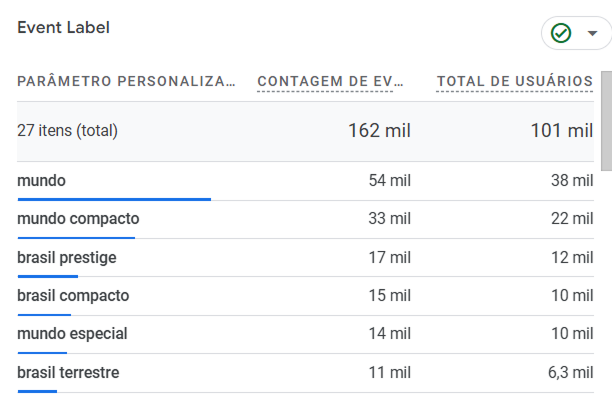 Event Label
PARÂMETRO PERSONALIZA… CONTAGEM DE EV… TOTAL DE USUÁRIOS
27 itens (total) 162 mil 101 mil
mundo 54 mil 38 mil
mundo compacto 33 mil 22 mil
brasil prestige 17 mil 12 mil
brasil compacto 15 mil 10 mil
mundo especial 14 mil 10 mil
brasil terrestre 11 mil 6,3 mil